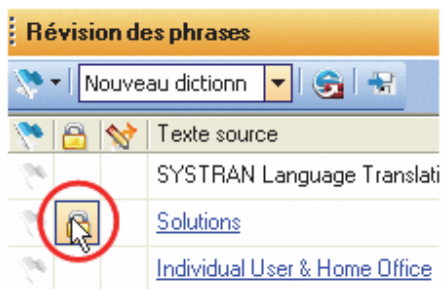 Révision des phrases
Nouveau dictionn
Texte source
SYSTRAN Language Translati
Solutions
Individual User & Home Office